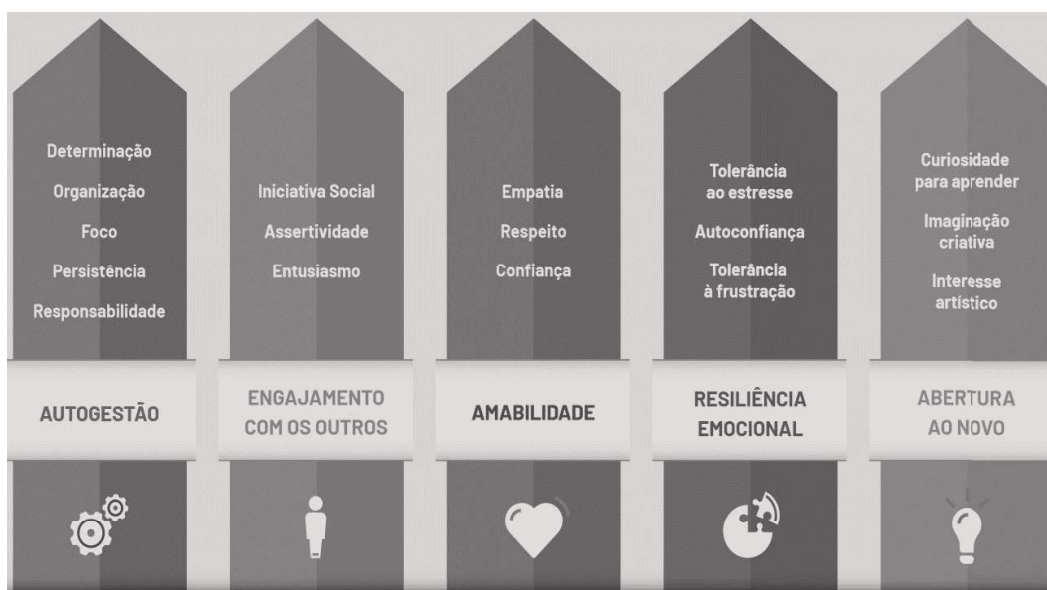 Determinação
Organização
Foco
Persistência
Responsabilidade
AUTOGESTÃO
Iniciativa Social
Assertividade
Entusiasmo
ENGAJAMENTO
COM OS OUTROS
Empatia
Respeito
Confiança
AMABILIDADE
Tolerância
ao estresse
Autoconfiança
Tolerância
à frustração
RESILIÊNCIA
EMOCIONAL
Curiosidade
para aprender
Imaginação
criativa
Interesse
artístico
ABERTURA
AO NOVO